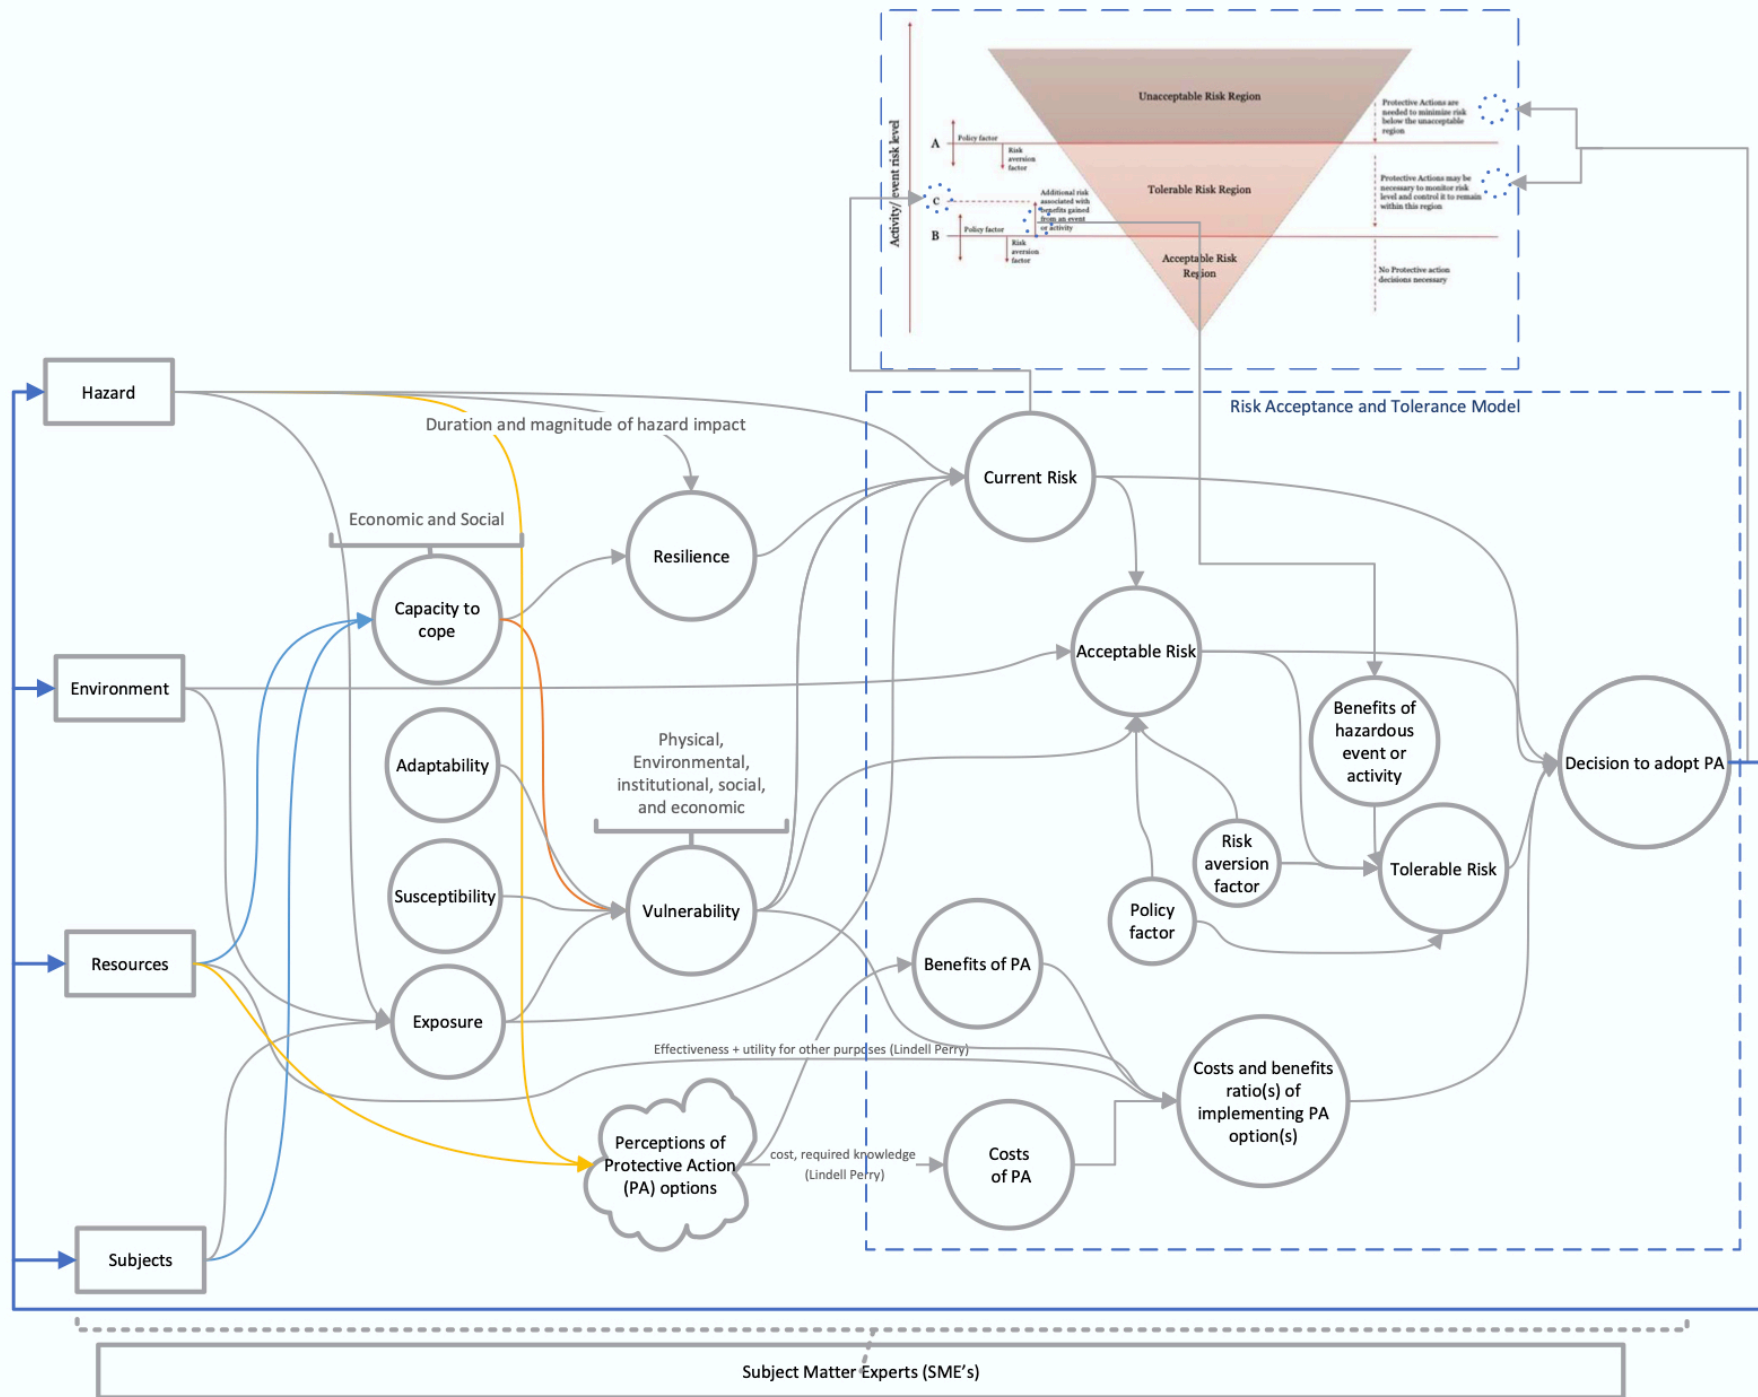 Unacceptable Risk Region
Protective Actions are
needed to minimize risk
below the unacceptable
region
Activity/ event risk level
A
Policy factor
Risk
aversion
factor
Tolerable Risk Region
Protective Actions may be
necessary to monitor risk
level and control it to remain
within this region
C
Additional risk
associated with
benefits gained
from an event
or activity
B
Policy factor
Risk
aversion
factor
Acceptable Risk
Region
No Protective action
decisions necessary
Risk Acceptance and Tolerance Model
Hazard
Duration and magnitude of hazard impact
Current Risk
Economic and Social
Resilience
Capacity to
cope
Acceptable Risk
Environment
Benefits of
hazardous
event or
activity
Adaptability
Physical,
Environmental,
institutional, social,
and economic
Decision to adopt PA
Risk
aversion
factor
Tolerable Risk
Susceptibility
Vulnerability
Policy
factor
Resources
Benefits of PA
Exposure
Effectiveness + utility for other purposes (Lindell Perry)
Costs and benefits
ratio(s) of
implementing PA
option(s)
Perceptions of
Protective Action
(PA) options
cost, required knowledge
(Lindell Perry)
Costs
of PA
Subjects
Subject Matter Experts (SME's)